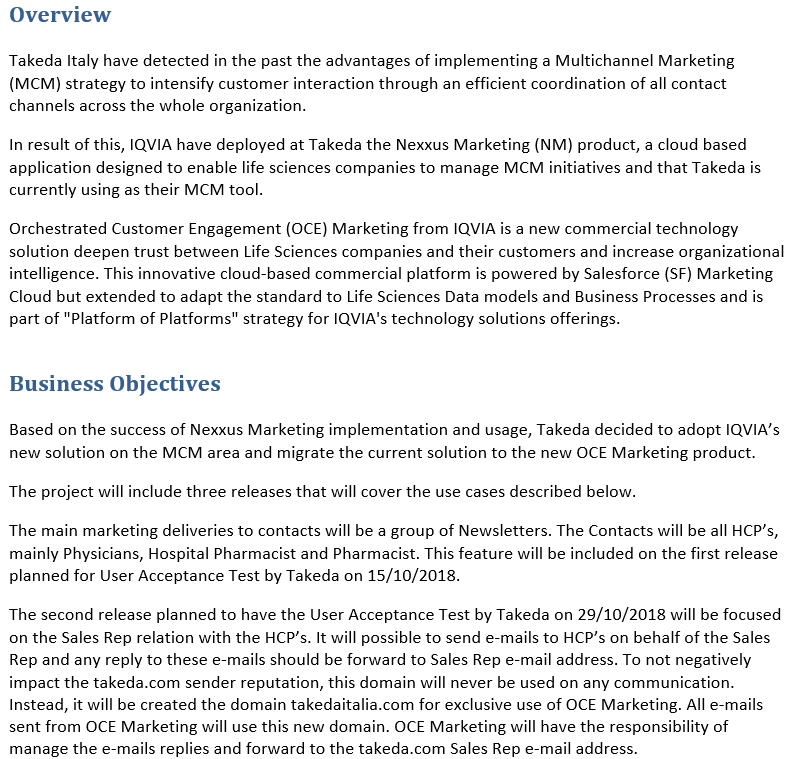 Overview
Takeda Italy have detected in the past the advantages of implementing a Multichannel Marketing
(MCM) strategy to intensify customer interaction through an efficient coordination of all contact
channels across the whole organization.
In result of this, IQVIA have deployed at Takeda the Nexxus Marketing (NM) product, a cloud based
application designed to enable life sciences companies to manage MCM initiatives and that Takeda is
currently using as their MCM tool.
Orchestrated Customer Engagement (OCE) Marketing from IQVIA is a new commercial technology
solution deepen trust between Life Sciences companies and their customers and increase organizational
intelligence. This innovative cloud-based commercial platform is powered by Salesforce (SF) Marketing
Cloud but extended to adapt the standard to Life Sciences Data models and Business Processes and is
part of "Platform of Platforms" strategy for IQVIA's technology solutions offerings.
Business Objectives
Based on the success of Nexxus Marketing implementation and usage, Takeda decided to adopt IQVIA’s
new solution on the MCM area and migrate the current solution to the new OCE Marketing product.
The project will include three releases that will cover the use cases described below.
The main marketing deliveries to contacts will be a group of Newsletters. The Contacts will be all HCP’s,
mainly Physicians, Hospital Pharmacist and Pharmacist. This feature will be included on the first release
planned for User Acceptance Test by Takeda on 15/10/2018.
The second release planned to have the User Acceptance Test by Takeda on 29/10/2018 will be focused
on the Sales Rep relation with the HCP’s. It will possible to send e-mails to HCP’s on behalf of the Sales
Rep and any reply to these e-mails should be forward to Sales Rep e-mail address. To not negatively
impact the takeda.com sender reputation, this domain will never be used on any communication.
Instead, it will be created the domain takedaitalia.com for exclusive use of OCE Marketing. All e-mails
sent from OCE Marketing will use this new domain. OCE Marketing will have the responsibility of
manage the e-mails replies and forward to the takeda.com Sales Rep e-mail address.